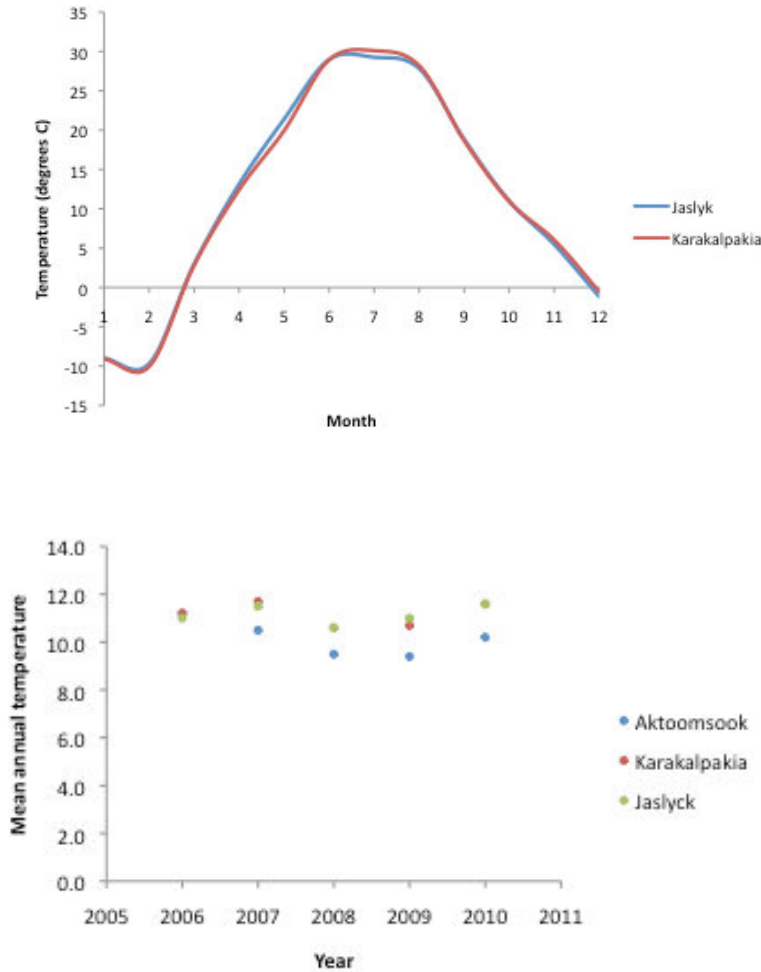 35
30
25
20
15
10
5
0
-5
-10
-15
Temperature (degrees C)
1 2 3 4 5 6 7 8 9 10 11 12
Month
Jaslyk
Karakalpakia
14.0
12.0
10.0
8.0
6.0
4.0
2.0
0.0
Mean annual temperature
2005 2006 2007 2008 2009 2010 2011
Year
Aktoomsook
Karakalpakia
Jaslyck